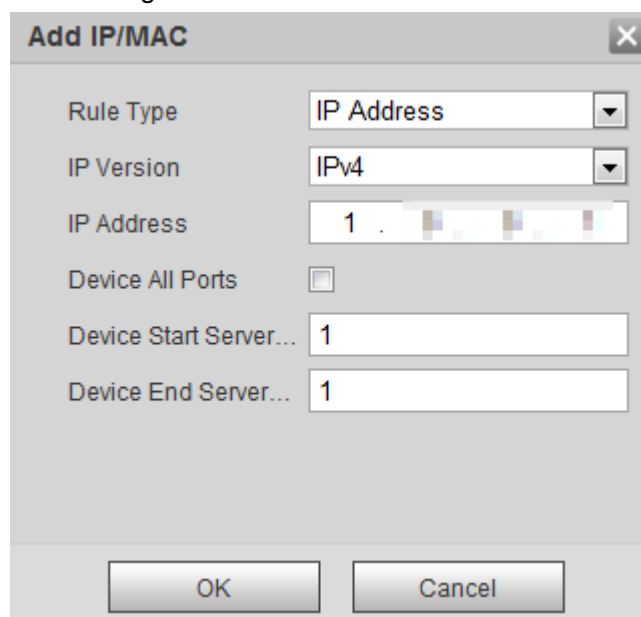 Add IP/MAC
Rule Type IP Address
IP Version IPv4
IP Address 1 .
Device All Ports
Device Start Server... 1
Device End Server... 1
OK Cancel